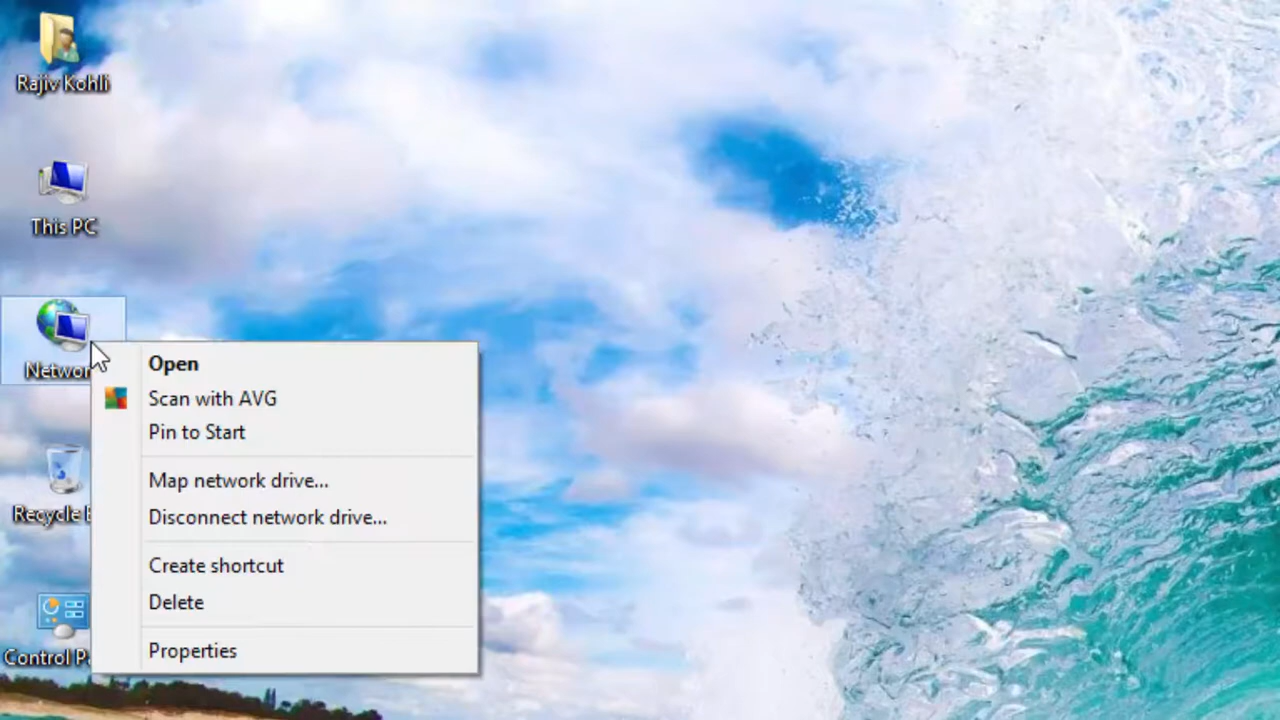 Rajiv Kohli
This PC
Networ
Open
Scan with AVG
Pin to Start
Map network drive...
Disconnect network drive...
Create shortcut
Delete
Properties
Recycle
Control P